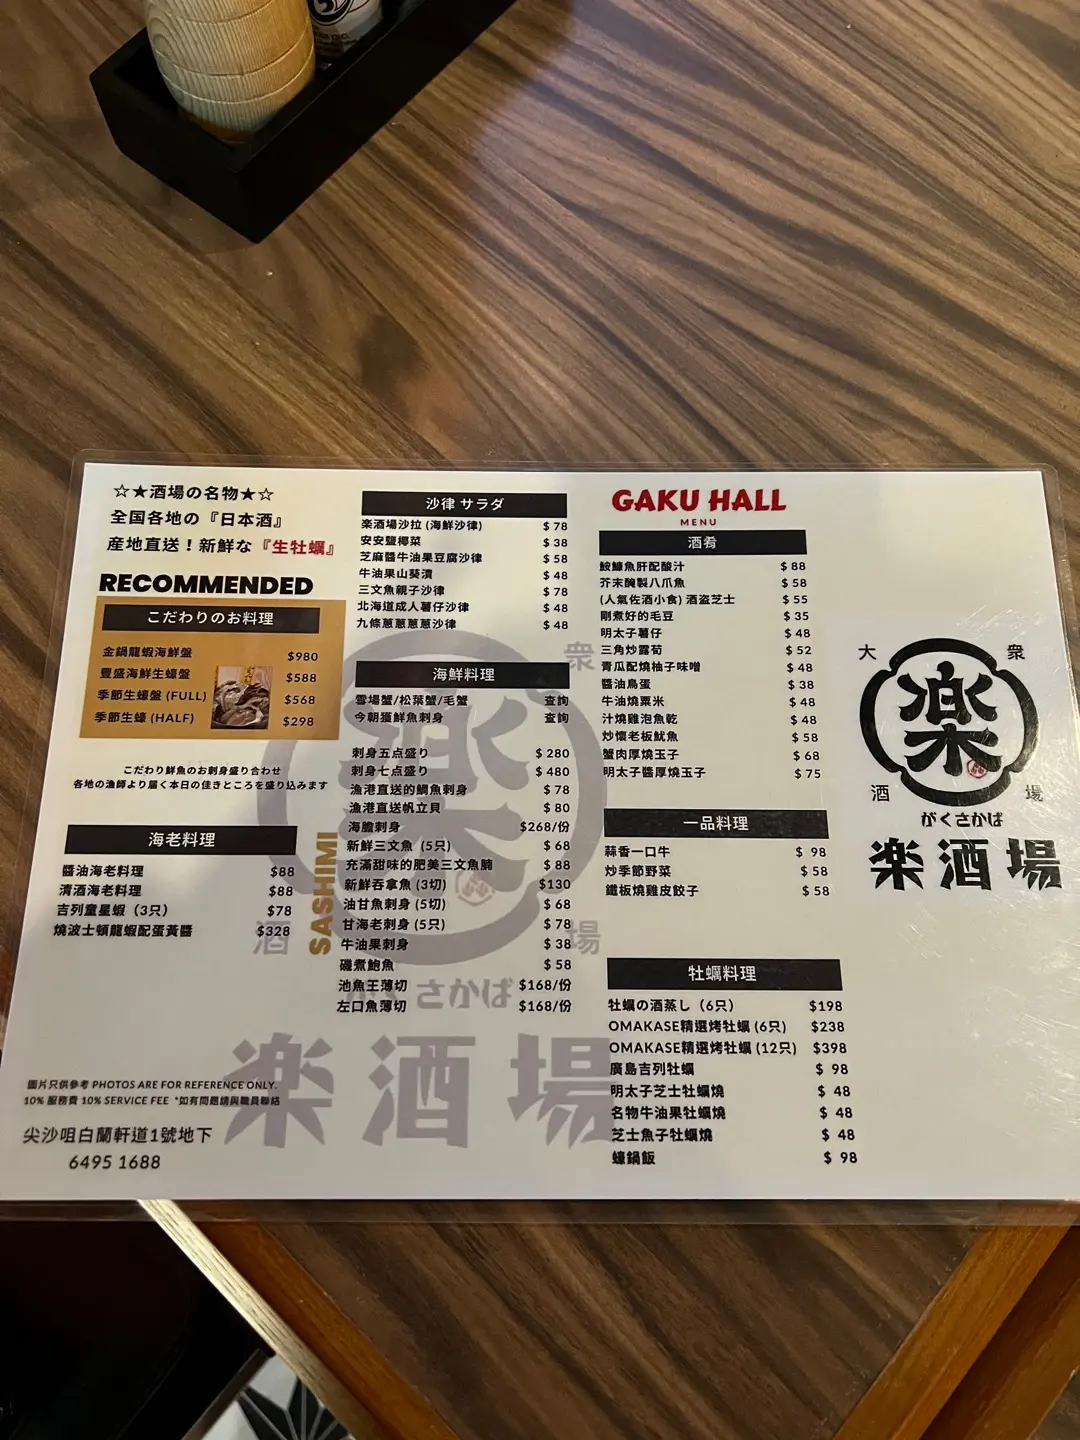 ☆★酒場の名物★☆
全国各地の『日本酒』
産地直送！新鮮な『生牡蠣』
RECOMMENDED
こだわりのお料理
金鍋龍蝦海鮮盤 $980
豐盛海鮮生蠔盤 $588
季節生蠔盤 (FULL) $568
季節生蠔 (HALF) $298
こだわり鮮魚のお刺身盛り合わせ
各地の漁師より届く本日の佳きところを盛り込みます
海老料理
醬油海老料理 $88
清酒海老料理 $88
吉列童星蝦（3只） $78
燒波士頓龍蝦配蛋黃醬 $328
圖片只供參考 PHOTOS ARE FOR REFERENCE ONLY.
10% 服務費 10% SERVICE FEE *如有問題請與職員聯絡
尖沙咀白蘭軒道1號地下
6495 1688
沙律 サラダ
楽酒場沙拉 (海鮮沙律) $ 78
安安鹽椰菜 $ 38
芝麻醬牛油果豆腐沙律 $ 58
牛油果山葵漬 $ 48
三文魚親子沙律 $ 78
北海道成人薯仔沙律 $ 48
九條蔥蔥蔥蔥沙律 $ 48
海鮮料理
雪場蟹/松葉蟹/毛蟹 查詢
今朝獲鮮魚刺身 查詢
SASHIMI
刺身五点盛り $ 280
刺身七点盛り $ 480
漁港直送的鯛魚刺身 $ 78
漁港直送帆立貝 $ 80
海膽刺身 $268/份
新鮮三文魚 (5只) $ 68
充滿甜味的肥美三文魚腩 $ 88
新鮮吞拿魚 (3切) $130
油甘魚刺身 (5切) $ 68
甘海老刺身 (5只) $ 78
牛油果刺身 $ 38
磯煮鮑魚 $ 58
池魚王薄切 $168/份
左口魚薄切 $168/份
衆
酒 場
がくさかば
楽酒場
GAKU HALL
MENU
酒肴
鮟鱇魚肝配酸汁 $ 88
芥末醃製八爪魚 $ 58
(人氣佐酒小食) 酒盗芝士 $ 55
剛煮好的毛豆 $ 35
明太子薯仔 $ 48
三角炒露荀 $ 52
青瓜配燒柚子味噌 $ 48
醬油鳥蛋 $ 38
牛油燒粟米 $ 48
汁燒雞泡魚乾 $ 48
炒懷老板魷魚 $ 58
蟹肉厚燒玉子 $ 68
明太子醬厚燒玉子 $ 75
一品料理
蒜香一口牛 $ 98
炒季節野菜 $ 58
鐵板燒雞皮餃子 $ 58
牡蠣料理
牡蠣の酒蒸し（6只） $198
OMAKASE精選烤牡蠣 (6只) $238
OMAKASE精選烤牡蠣 (12只) $398
廣島吉列牡蠣 $ 98
明太子芝士牡蠣燒 $ 48
名物牛油果牡蠣燒 $ 48
芝士魚子牡蠣燒 $ 48
蠔鍋飯 $ 98
大 衆
楽
酒 場
がくさかば
楽酒場